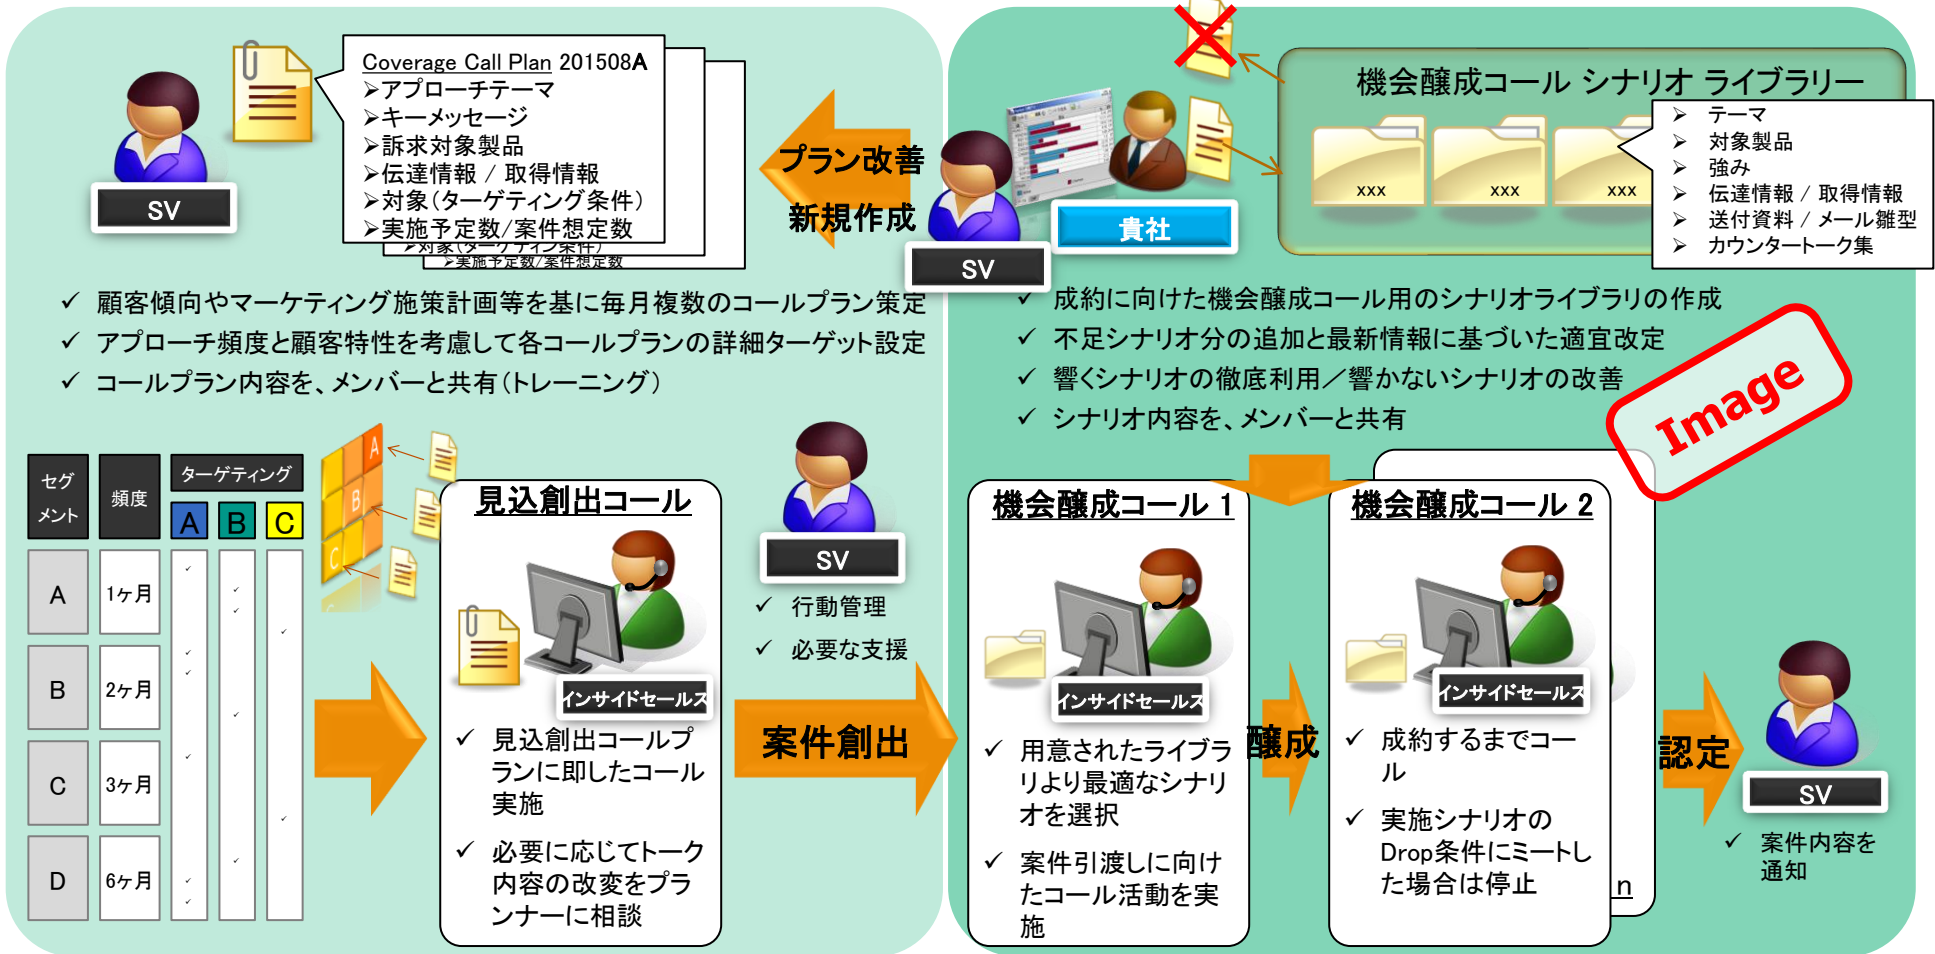 Coverage Call Plan 201508A
➢アプローチテーマ
➢キーメッセージ
➢訴求対象製品
➢伝達情報 / 取得情報
➢対象（ターゲティング条件）
➢実施予定数/案件想定数
➢対象（ターゲティン条件）
➢実施予定数/案件想定数
SV
✓ 顧客傾向やマーケティング施策計画等を基に毎月複数のコールプラン策定
✓ アプローチ頻度と顧客特性を考慮して各コールプランの詳細ターゲット設定
✓ コールプラン内容を、メンバーと共有（トレーニング）
プラン改善
新規作成
SV
貴社
機会醸成コール シナリオ ライブラリー
xxx
xxx
xxx
➢ テーマ
➢ 対象製品
➢ 強み
➢ 伝達情報 / 取得情報
➢ 送付資料 / メール雛型
➢ カウンタートーク集
✓ 成約に向けた機会醸成コール用のシナリオライブラリの作成
✓ 不足シナリオ分の追加と最新情報に基づいた適宜改定
✓ 響くシナリオの徹底利用／響かないシナリオの改善
✓ シナリオ内容を、メンバーと共有
Image
セグ
メント
頻度
ターゲティング
A
B
C
A
1ヶ月
B
2ヶ月
C
3ヶ月
D
6ヶ月
A
B
C
見込創出コール
インサイドセールス
✓ 見込創出コールプ
ランに即したコール
実施
✓ 必要に応じてトーク
内容の改変をプラ
ンナーに相談
SV
✓ 行動管理
✓ 必要な支援
案件創出
機会醸成コール 1
インサイドセールス
✓ 用意されたライブラ
リより最適なシナリ
オを選択
✓ 案件引渡しに向け
たコール活動を実
施
醸成
機会醸成コール 2
インサイドセールス
✓ 成約するまでコー
ル
✓ 実施シナリオの
Drop条件にミートし
た場合は停止
n
認定
SV
✓ 案件内容を
通知